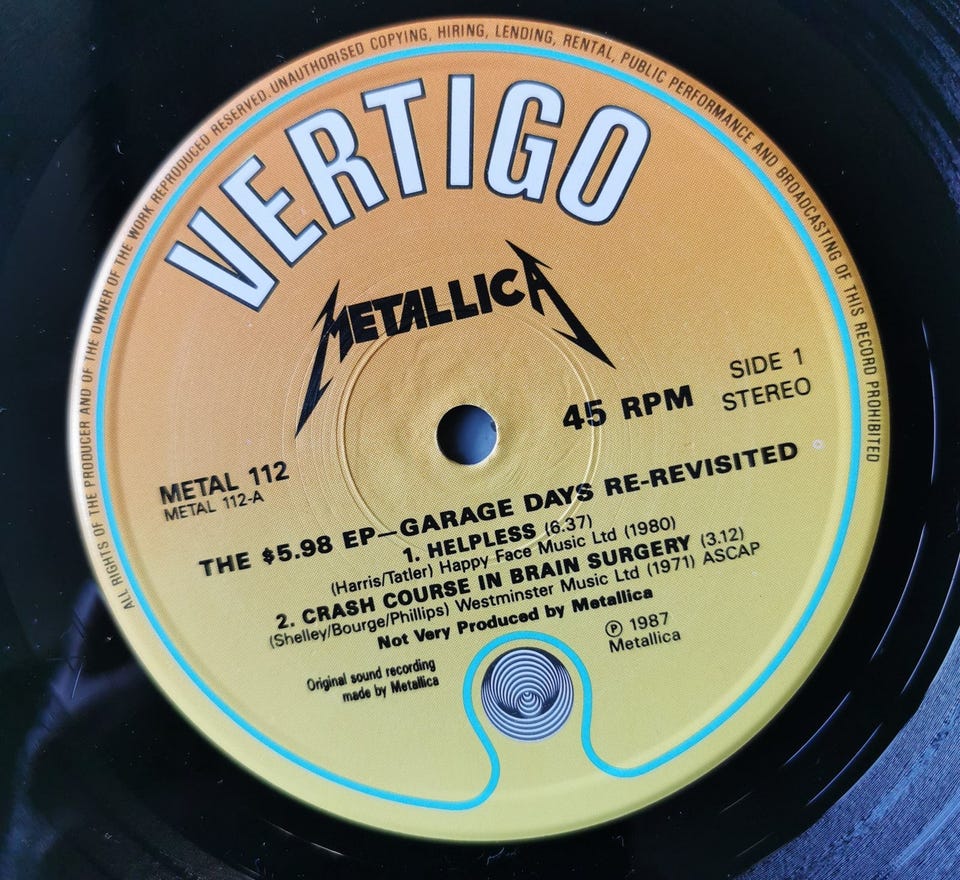 ALL RIGHTS OF THE PRODUCER AND OF THE OWNER OF THE WORK REPRODUCED RESERVED. UNAUTHORISED COPYING, HIRING, LENDING, RENTAL, PUBLIC PERFORMANCE AND BROADCASTING OF THIS RECORD PROHIBITED
VERTIGO
METALLICA
SIDE 1
45 RPM STEREO
METAL 112
METAL 112-A
THE $5.98 EP—GARAGE DAYS RE-REVISITED
1. HELPLESS (6.37)
(Harris/Tatler) Happy Face Music Ltd (1980)
2. CRASH COURSE IN BRAIN SURGERY (3.12)
(Shelley/Bourge/Phillips) Westminster Music Ltd (1971) ASCAP
Not Very Produced by Metallica
℗ 1987
Metallica
Original sound recording
made by Metallica